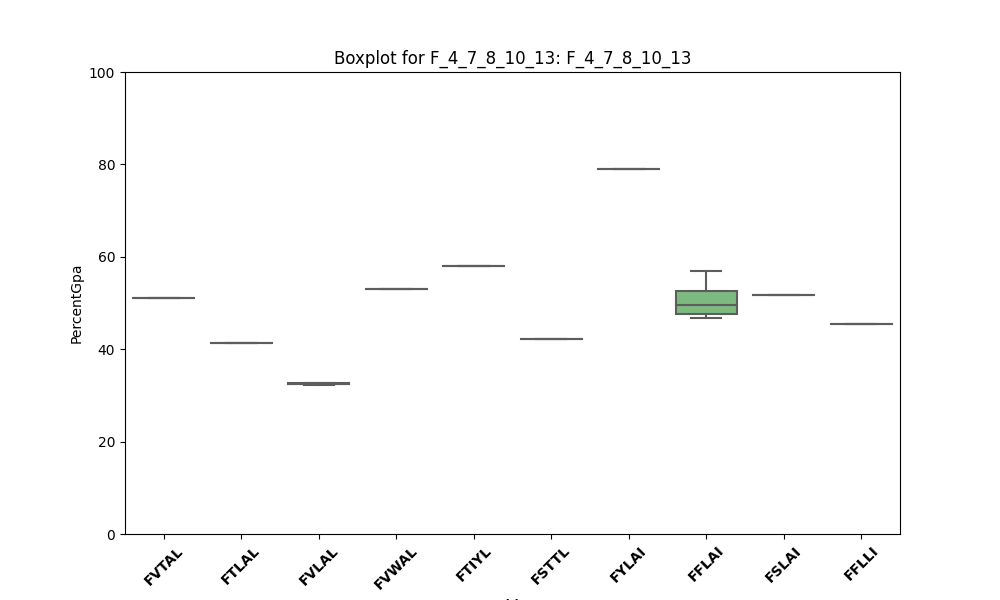 Boxplot for F_4_7_8_10_13: F_4_7_8_10_13
100
80
60
40
20
0
PercentGpa
FVTAL
FTLAL
FVLAL
FVWAL
FTIYL
FSTTL
FYLAI
FFLAI
FSLAI
FFLLI